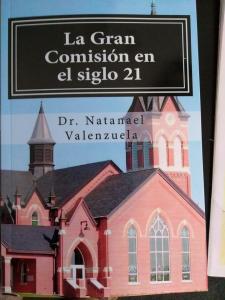 La Gran
Comisión en
el siglo 21
Dr. Natanael
Valenzuela